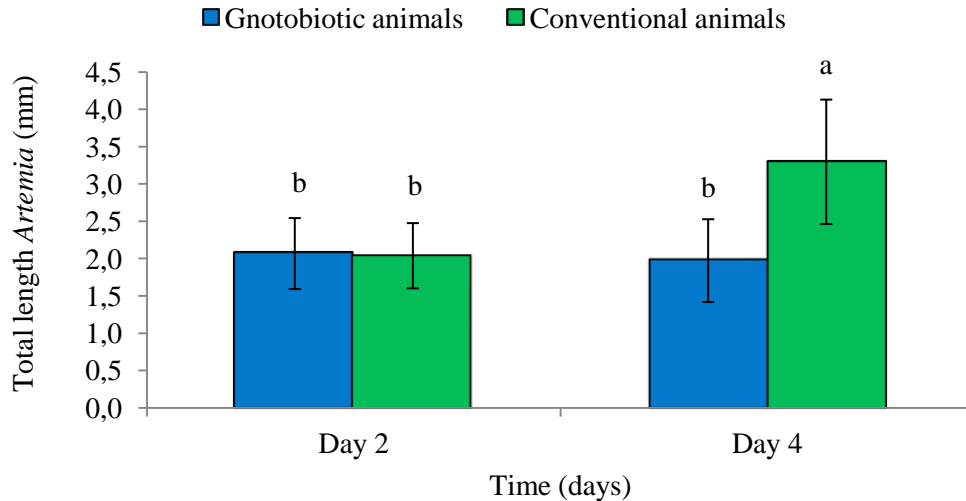 Gnotobiotic animals Conventional animals
Total length Artemia (mm)
4,5
4,0
3,5
3,0
2,5
2,0
1,5
1,0
0,5
0,0
b
b
b
a
Day 2 Day 4
Time (days)